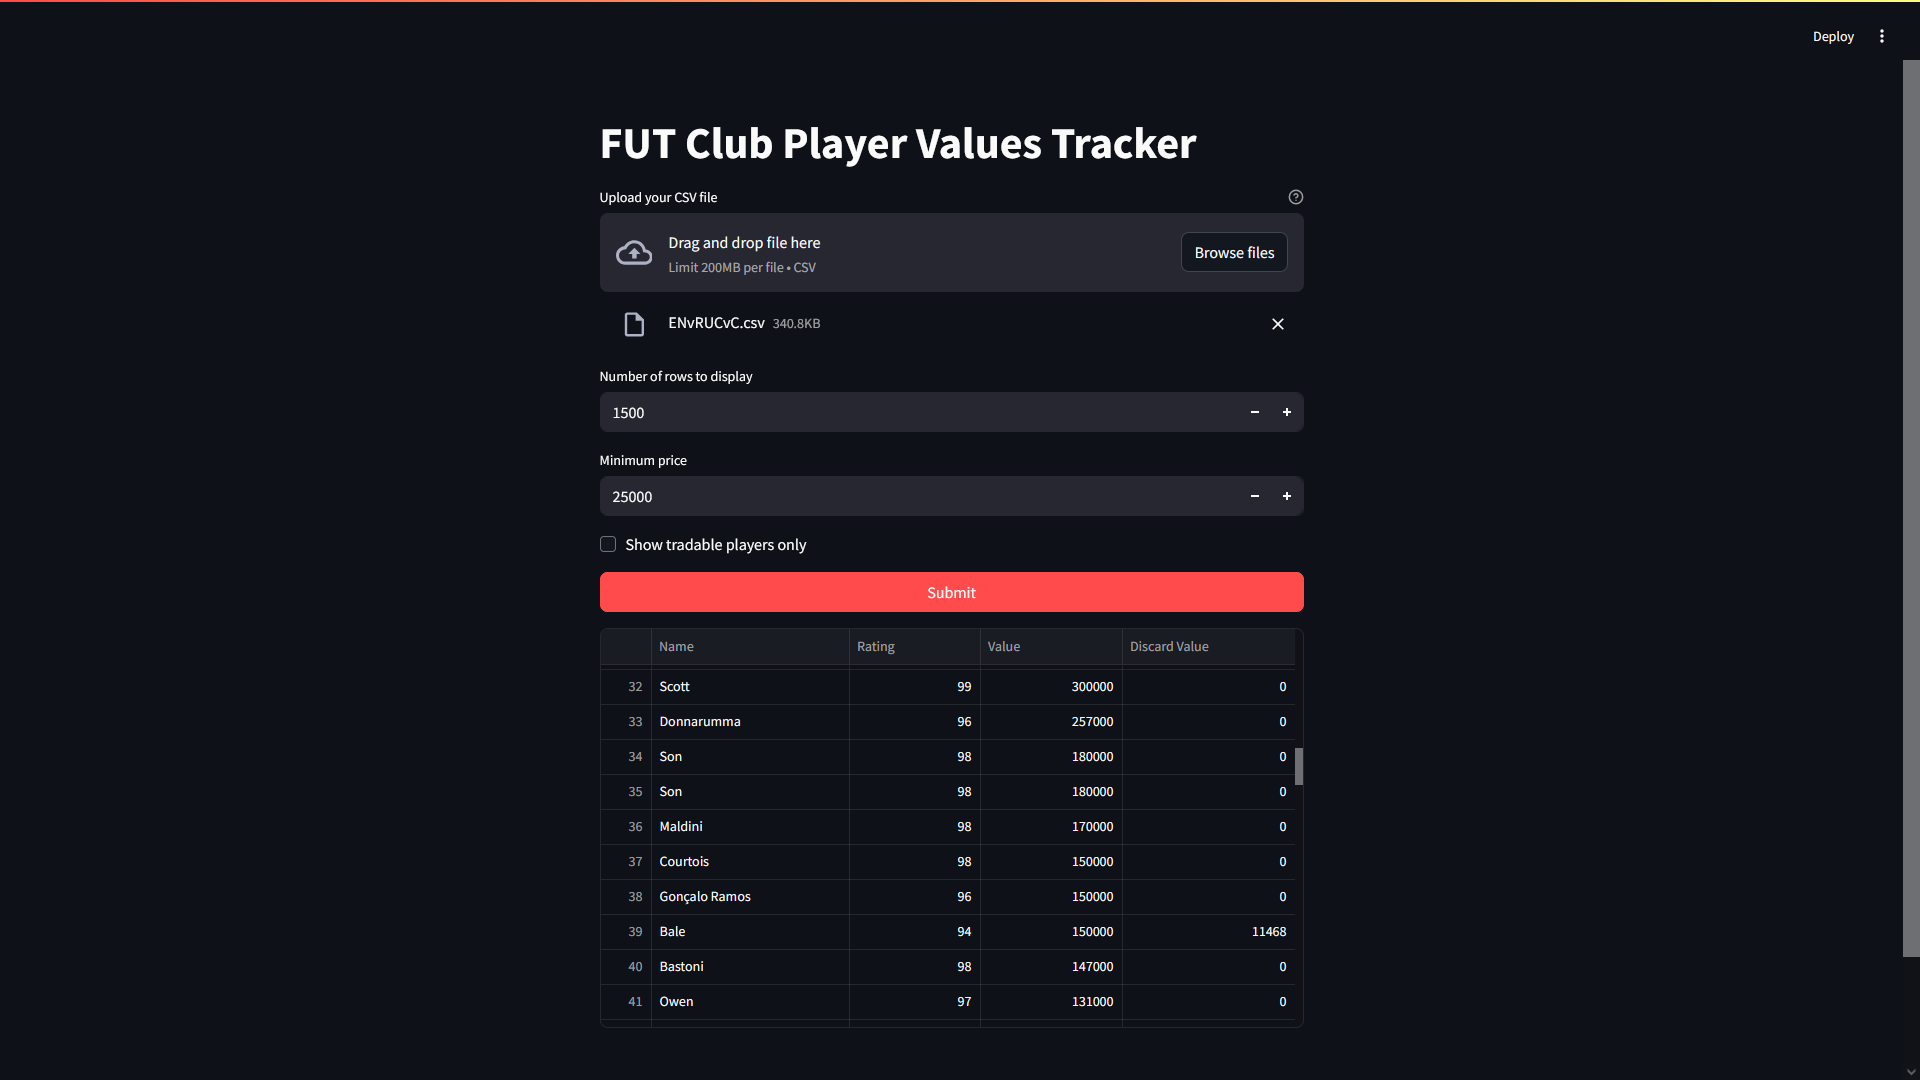 Deploy
FUT Club Player Values Tracker
Upload your CSV file
Drag and drop file here
Limit 200MB per file • CSV
Browse files
ENvRUCvC.csv 340.8KB
Number of rows to display
1500
Minimum price
25000
Show tradable players only
Submit
Name Rating Value Discard Value
32 Scott 99 300000 0
33 Donnarumma 96 257000 0
34 Son 98 180000 0
35 Son 98 180000 0
36 Maldini 98 170000 0
37 Courtois 98 150000 0
38 Gonçalo Ramos 96 150000 0
39 Bale 94 150000 11468
40 Bastoni 98 147000 0
41 Owen 97 131000 0